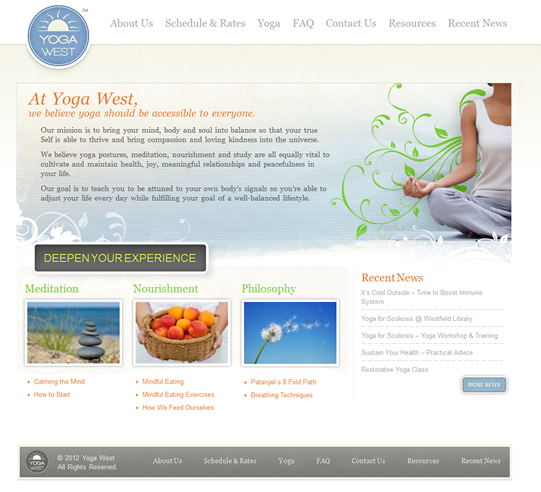 YOGA
WEST
TM
About Us
Schedule & Rates
Yoga
FAQ
Contact Us
Resources
Recent News
At Yoga West,
we believe yoga should be accessible to everyone.
Our mission is to bring your mind, body and soul into balance so that your true
Self is able to thrive and bring compassion and loving kindness into the universe.
We believe yoga postures, meditation, nourishment and study are all equally vital to
cultivate and maintain health, joy, meaningful relationships and peacefulness in
your life.
Our goal is to teach you to be attuned to your own body's signals so you're able to
adjust your life every day while fulfilling your goal of a well-balanced lifestyle.
DEEPEN YOUR EXPERIENCE
Meditation
Calming the Mind
How to Start
Nourishment
Mindful Eating
Mindful Eating Exercises
How We Feed Ourselves
Philosophy
Patanjali's 8 Fold Path
Breathing Techniques
Recent News
It's Cold Outside – Time to Boost Immune
System
Yoga for Scoliosis @ Westfield Library
Yoga for Scoliosis – Yoga Workshop & Training
Sustain Your Health – Practical Advice
Restorative Yoga Class
MORE NEWS
YOGA
WEST
© 2012 Yoga West
All Rights Reserved.
About Us
Schedule & Rates
Yoga
FAQ
Contact Us
Resources
Recent News